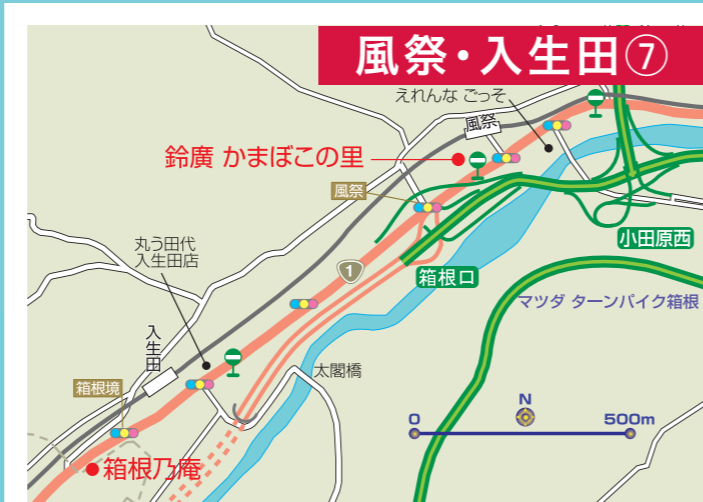 風祭・入生田⑦
えれんな ごっそ
風祭
鈴廣 かまぼこの里
風祭
小田原西
丸う田代
入生田店
1
箱根口
マツダ ターンパイク箱根
入生田
太閤橋
箱根境
N
0 500m
箱根乃庵